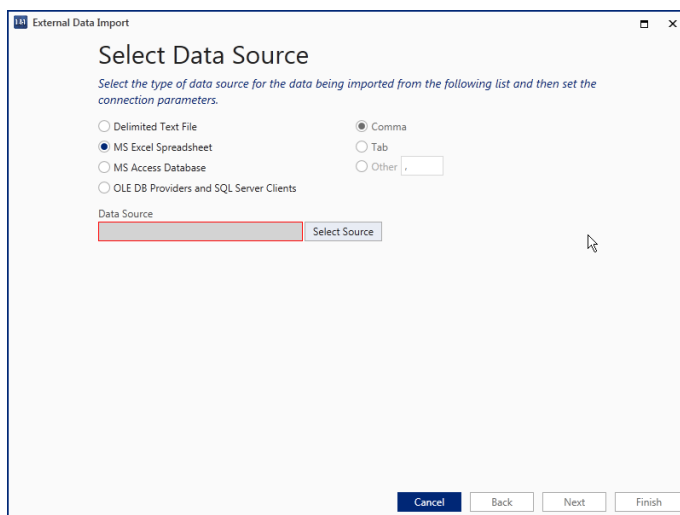 External Data Import
Select Data Source
Select the type of data source for the data being imported from the following list and then set the
connection parameters.
Delimited Text File
Comma
MS Excel Spreadsheet
Tab
MS Access Database
Other ,
OLE DB Providers and SQL Server Clients
Data Source
Select Source
Cancel Back Next Finish